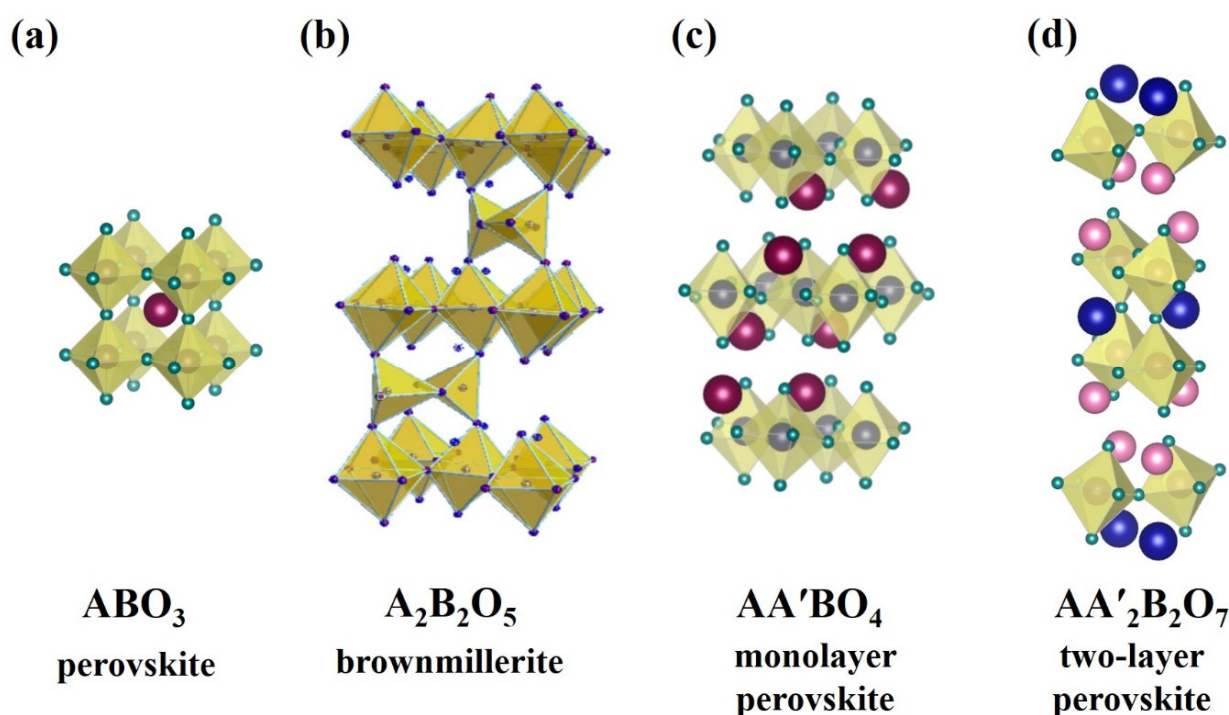 (a)
(b)
(c)
(d)
ABO₃
A₂B₂O₅
AA′BO₄
AA′₂B₂O₇
perovskite
brownmillerite
monolayer
perovskite
two-layer
perovskite